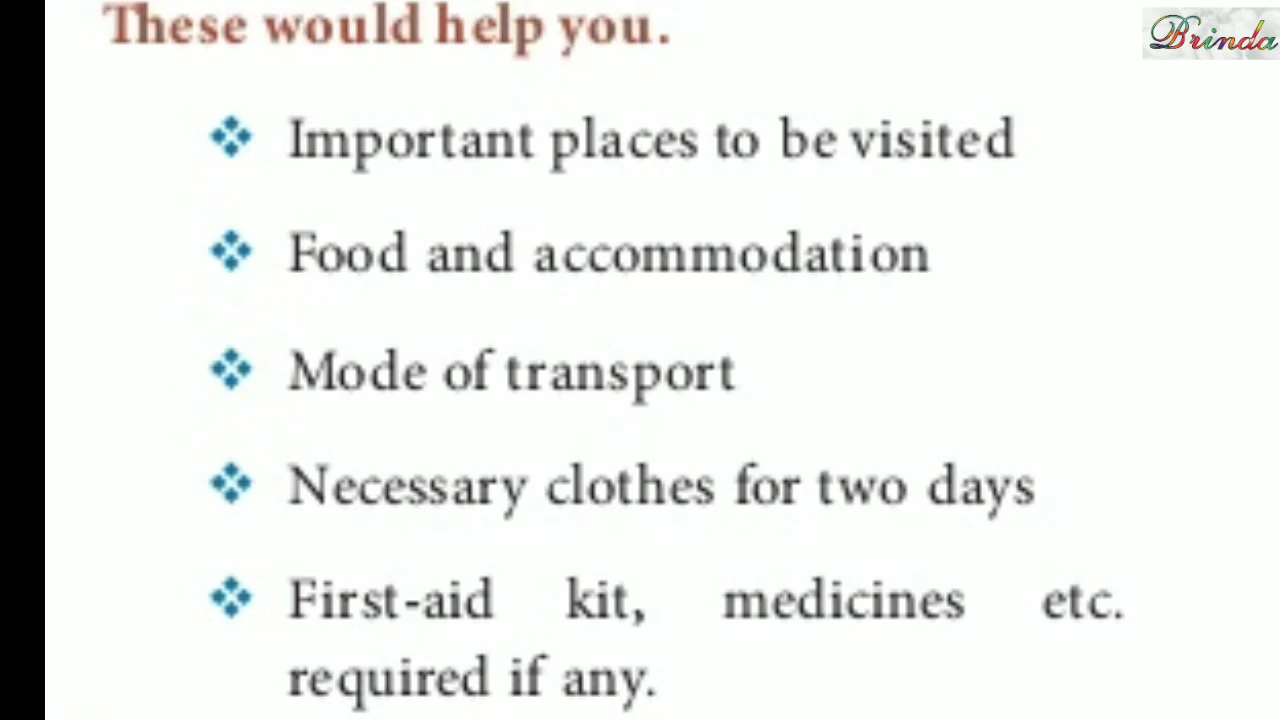 These would help you.
Brinda
Important places to be visited
Food and accommodation
Mode of transport
Necessary clothes for two days
First-aid kit, medicines etc.
required if any.